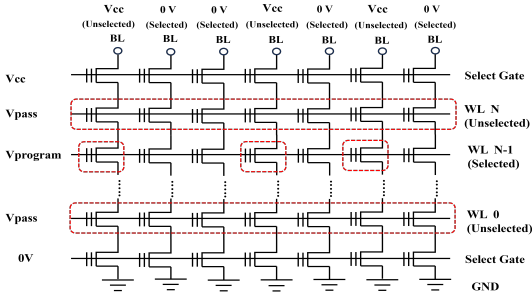 Vcc 0 V 0 V Vcc 0 V Vcc 0 V
(Unselected) (Selected) (Selected) (Unselected) (Selected) (Unselected) (Selected)
BL BL BL BL BL BL BL
Vcc Select Gate
Vpass WL N
(Unselected)
Vprogram WL N-1
(Selected)
Vpass WL 0
(Unselected)
0V Select Gate
GND